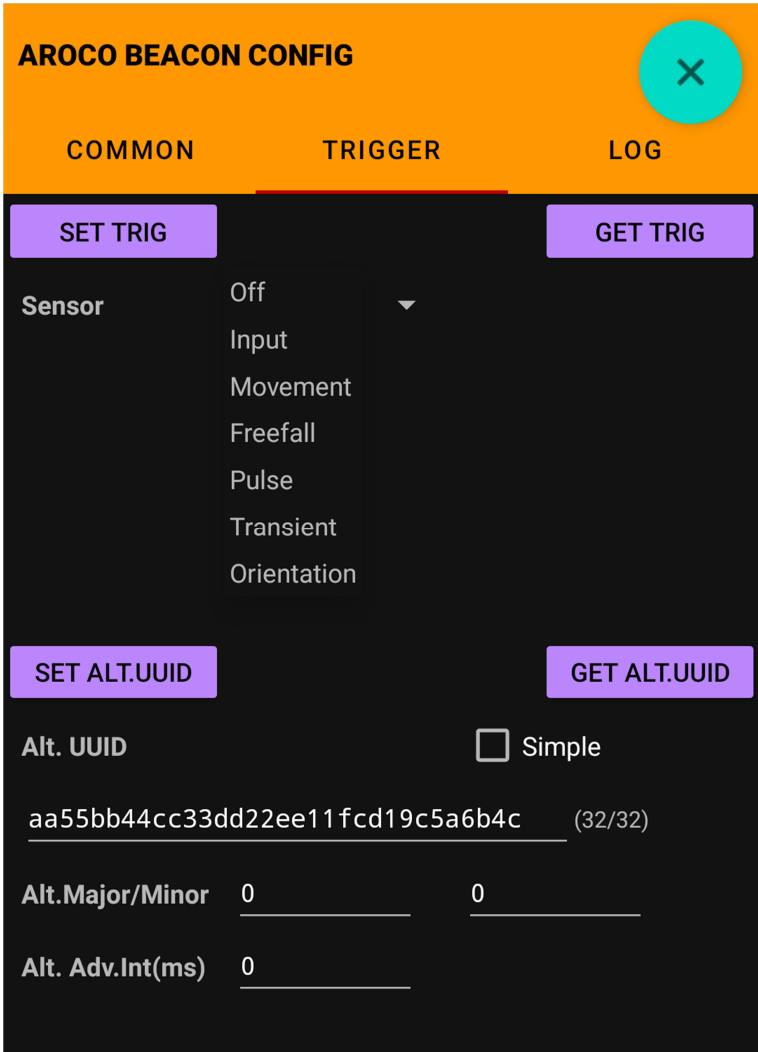 AROCO BEACON CONFIG
COMMON TRIGGER LOG
SET TRIG GET TRIG
Sensor
Off
Input
Movement
Freefall
Pulse
Transient
Orientation
SET ALT.UUID GET ALT.UUID
Alt. UUID Simple
aa55bb44cc33dd22ee11fcd19c5a6b4c (32/32)
Alt.Major/Minor 0 0
Alt. Adv.Int(ms) 0